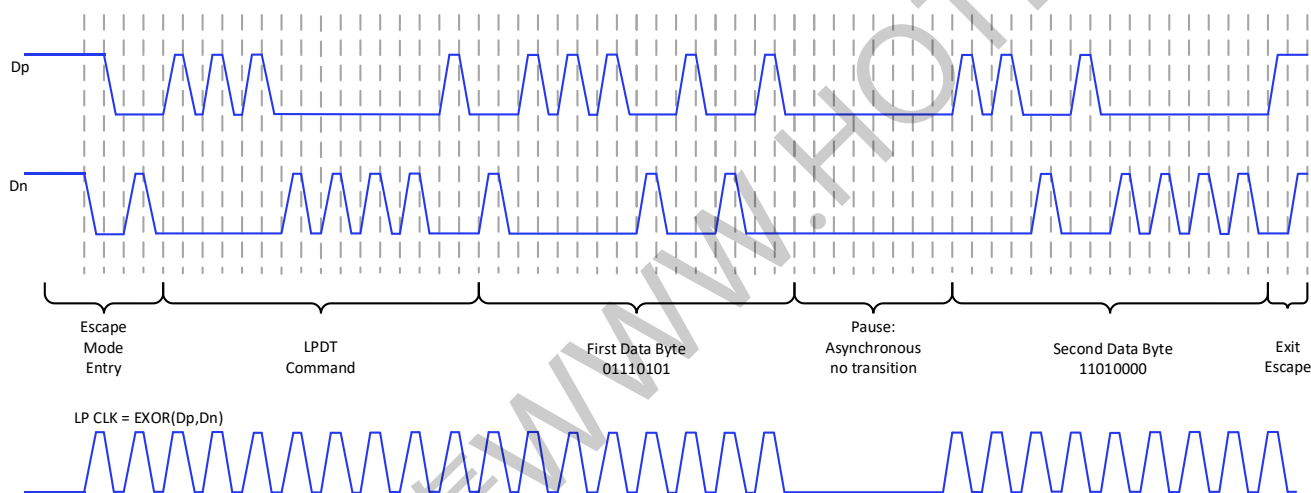 Dp
Dn
Escape
Mode
Entry
LPDT
Command
First Data Byte
01110101
Pause:
Asynchronous
no transition
Second Data Byte
11010000
Exit
Escape
LP CLK = EXOR(Dp,Dn)